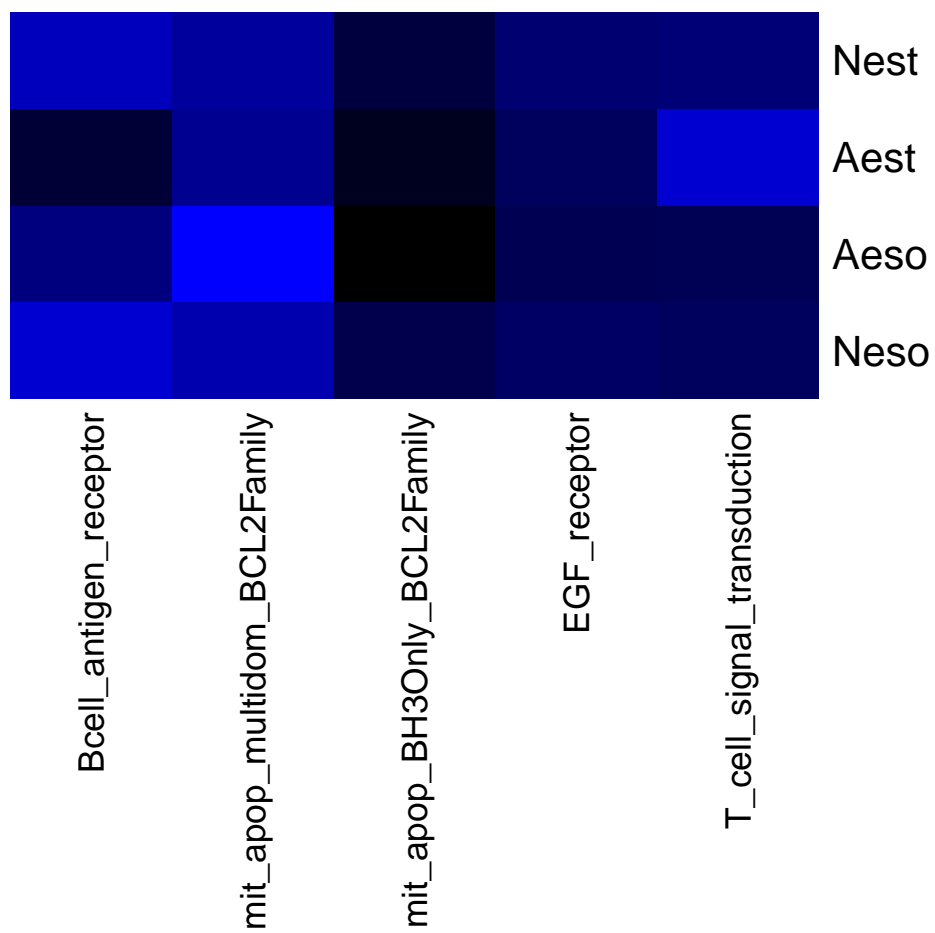 Nest
Aest
Aeso
Neso
Bcell_antigen_receptor
mit_apop_multidom_BCL2Family
mit_apop_BH3Only_BCL2Family
EGF_receptor
T_cell_signal_transduction